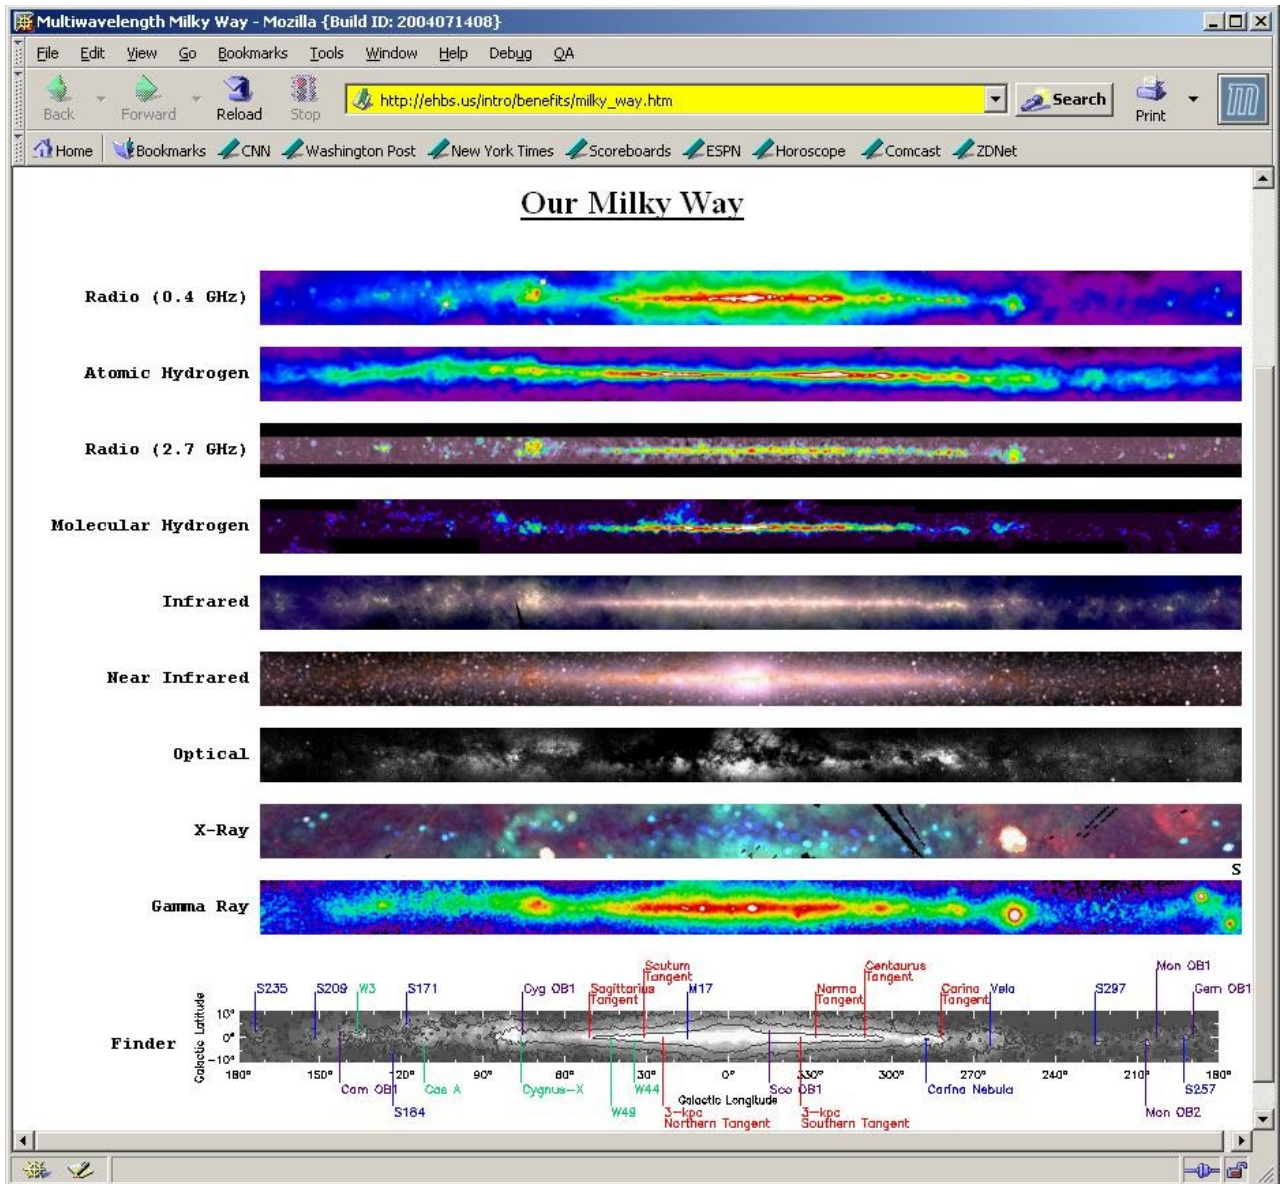 Multiwavelength Milky Way - Mozilla {Build ID: 2004071408}
File Edit View Go Bookmarks Tools Window Help Debug QA
Back Forward Reload Stop http://ehbs.us/intro/benefits/milky_way.htm Search Print
Home Bookmarks CNN Washington Post New York Times Scoreboards ESPN Horoscope Comcast ZDNet
Our Milky Way
Radio (0.4 GHz)
Atomic Hydrogen
Radio (2.7 GHz)
Molecular Hydrogen
Infrared
Near Infrared
Optical
X-Ray
S
Gamma Ray
Scutum Centaurus Mon OB1
Tangent Tangent
S235 S209 W3 S171 Cyg OB1 Sagittarius M17 Norma Carina Vela S297 Gem OB1
Tangent Tangent Tangent
Galactic Latitude
10°
Finder 0°
-10°
180° 150° 120° 90° 60° 30° 0° 330° 300° 270° 240° 210° 180°
Cam OB1 Cas A Cygnus-X W44 Sco OB1 Carina Nebula S257
Galactic Longitude
S184 W49 3-kpc 3-kpc Mon OB2
Northern Tangent Southern Tangent